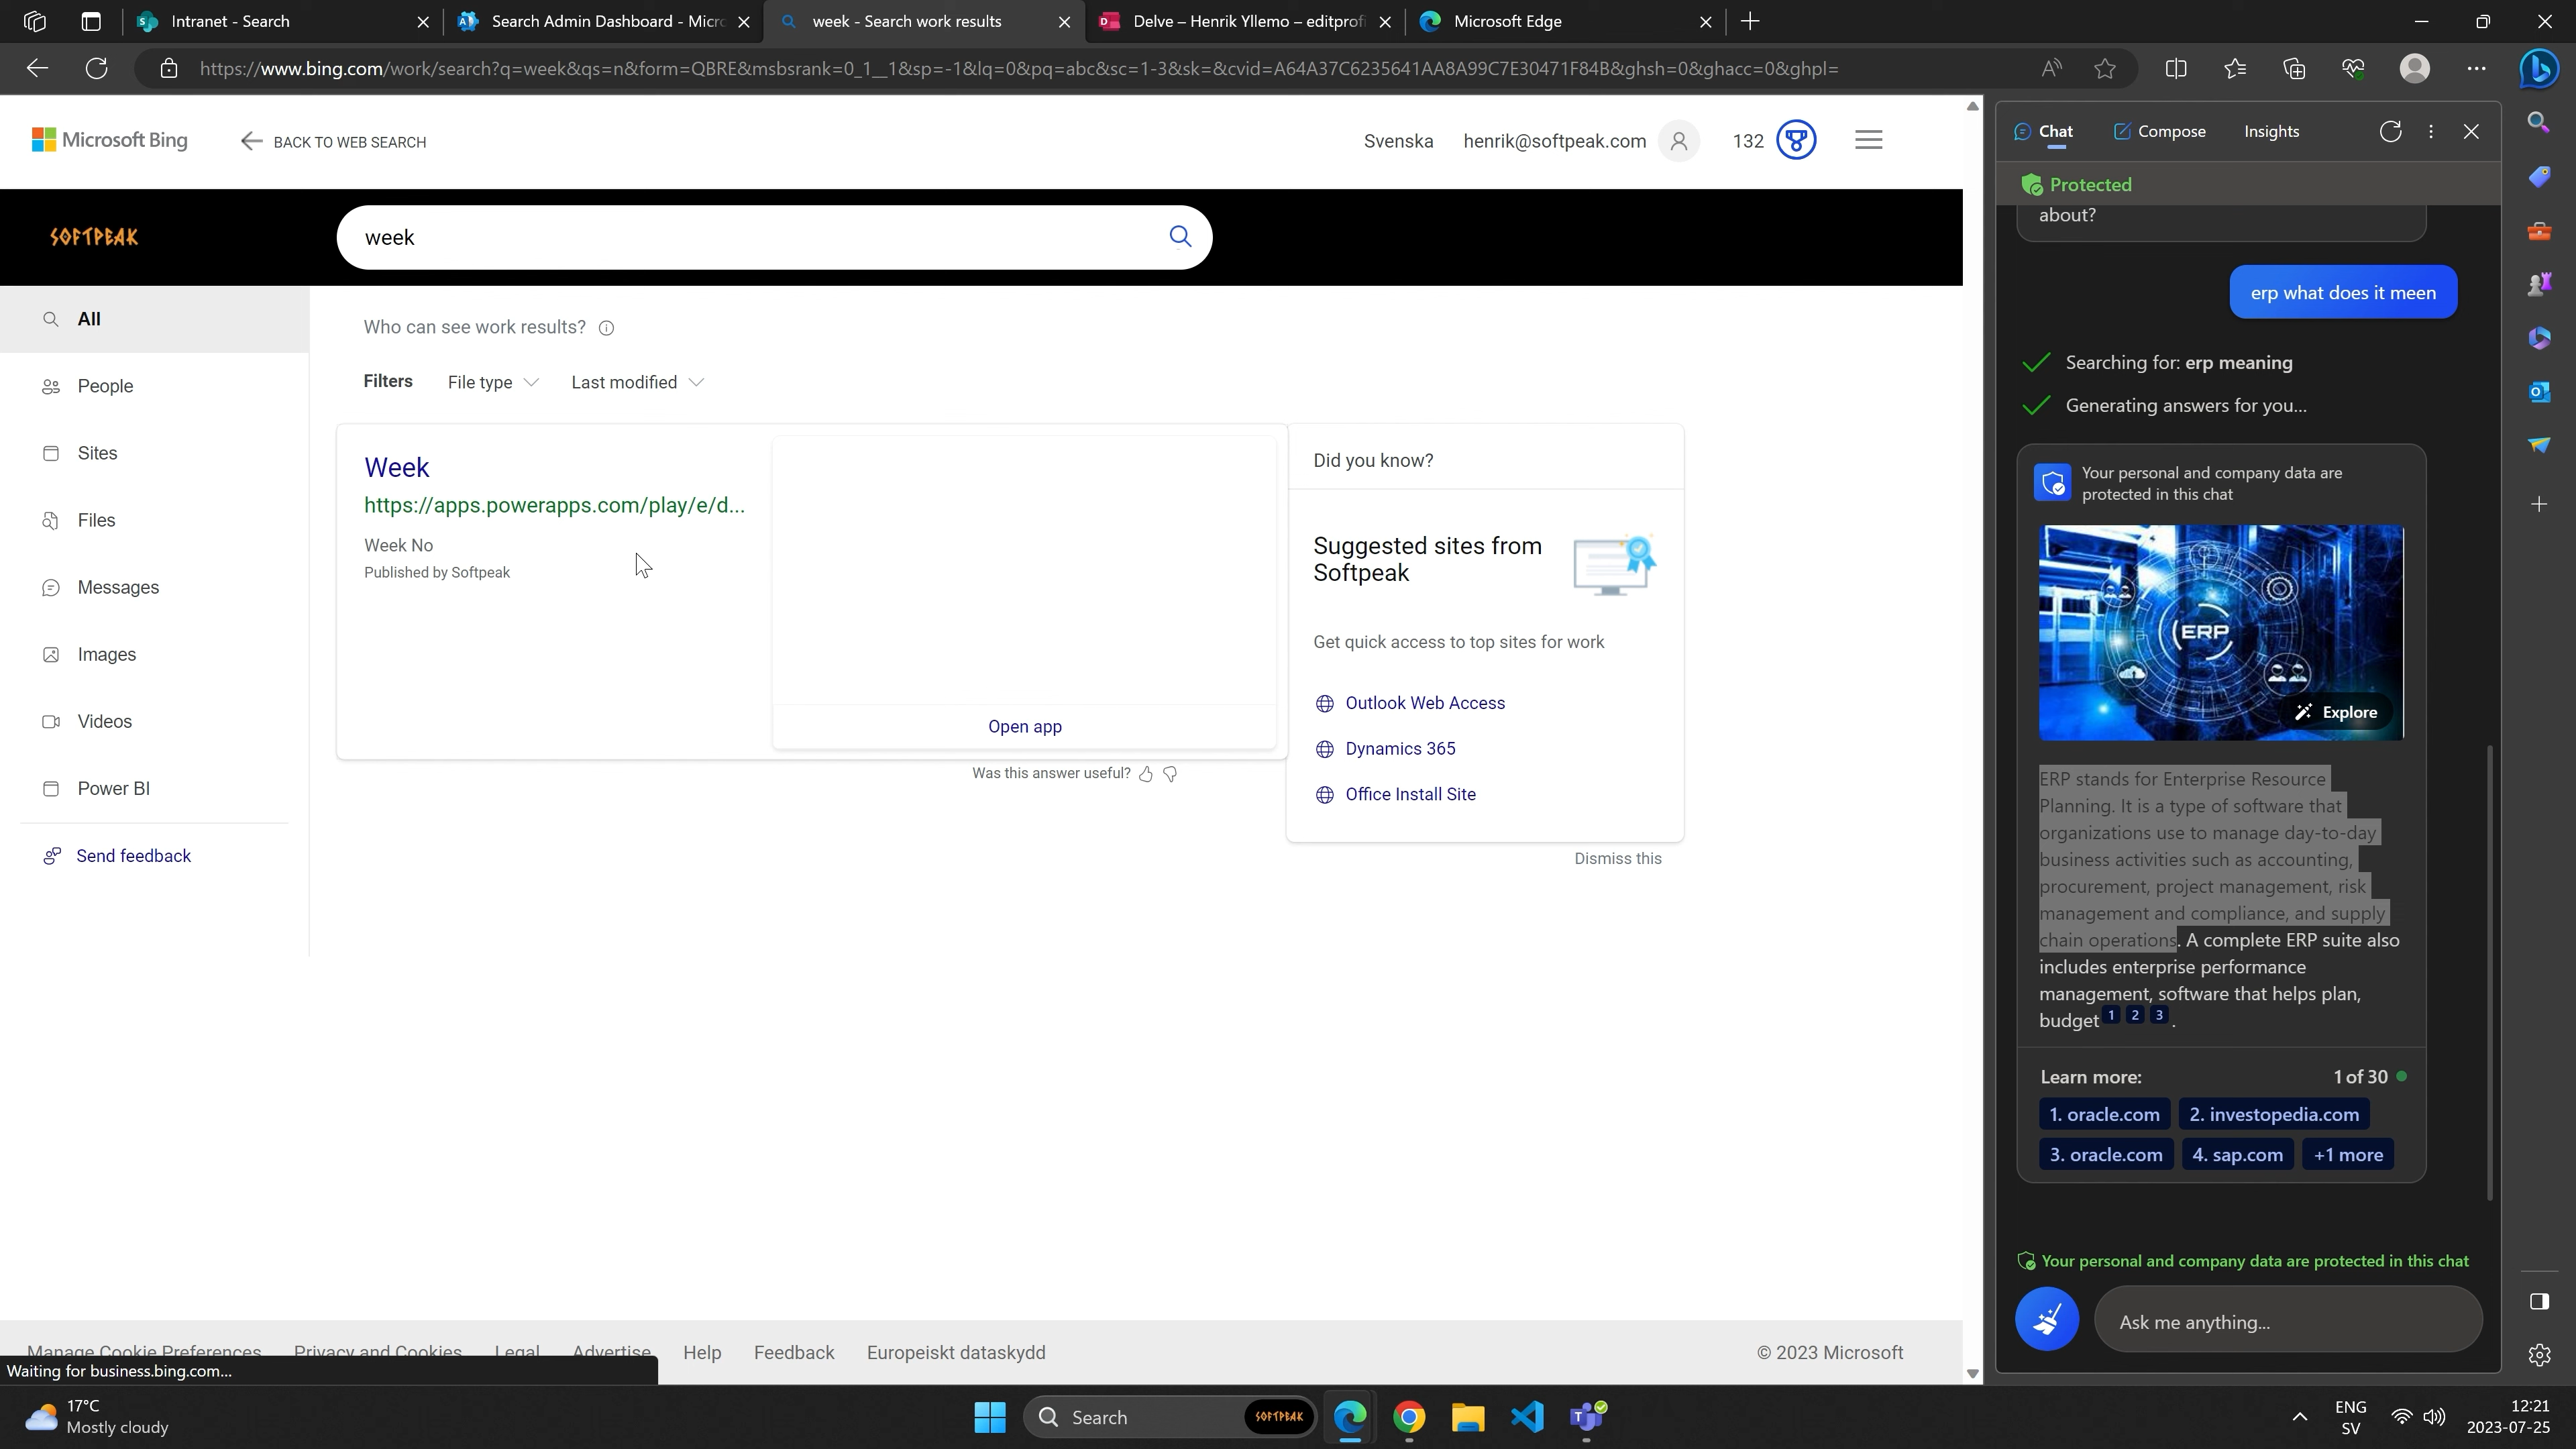 Intranet - Search
Search Admin Dashboard - Micro
week - Search work results
Delve – Henrik Yllemo – editprofi
Microsoft Edge
https://www.bing.com/work/search?q=week&qs=n&form=QBRE&msbsrank=0_1__1&sp=-1&lq=0&pq=abc&sc=1-3&sk=&cvid=A64A37C6235641AA8A99C7E30471F84B&ghsh=0&ghacc=0&ghpl=
Microsoft Bing
BACK TO WEB SEARCH
Svenska
henrik@softpeak.com
132
SOFTPEAK
week
All
People
Sites
Files
Messages
Images
Videos
Power BI
Send feedback
Who can see work results?
Filters
File type
Last modified
Week
https://apps.powerapps.com/play/e/d...
Week No
Published by Softpeak
Open app
Was this answer useful?
Did you know?
Suggested sites from
Softpeak
Get quick access to top sites for work
Outlook Web Access
Dynamics 365
Office Install Site
Dismiss this
Manage Cookie Preferences
Privacy and Cookies
Legal
Advertise
Help
Feedback
Europeiskt dataskydd
© 2023 Microsoft
Waiting for business.bing.com...
Chat
Compose
Insights
Protected
about?
erp what does it meen
Searching for: erp meaning
Generating answers for you...
Your personal and company data are
protected in this chat
ERP
Explore
ERP stands for Enterprise Resource
Planning. It is a type of software that
organizations use to manage day-to-day
business activities such as accounting,
procurement, project management, risk
management and compliance, and supply
chain operations. A complete ERP suite also
includes enterprise performance
management, software that helps plan,
budget 1 2 3 .
Learn more:
1 of 30
1. oracle.com
2. investopedia.com
3. oracle.com
4. sap.com
+1 more
Your personal and company data are protected in this chat
Ask me anything...
17°C
Mostly cloudy
Search
SOFTPEAK
ENG
SV
12:21
2023-07-25